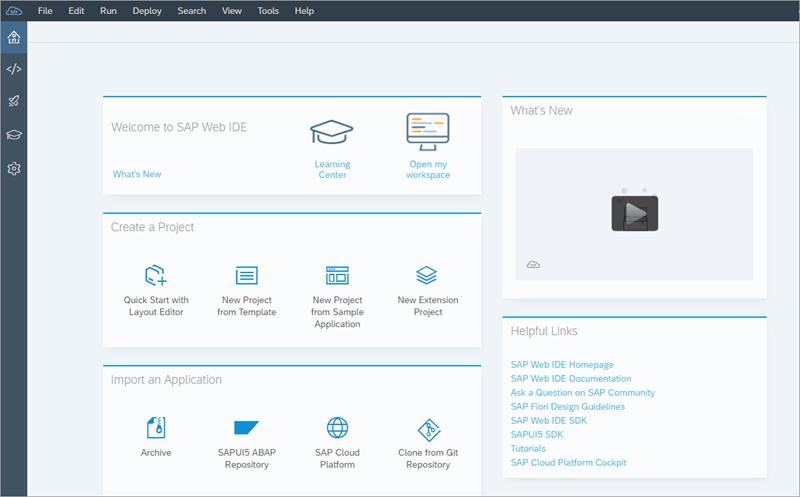 File Edit Run Deploy Search View Tools Help
Welcome to SAP Web IDE
What's New
Learning
Center
Open my
workspace
Create a Project
Quick Start with
Layout Editor
New Project
from Template
New Project
from Sample
Application
New Extension
Project
Import an Application
Archive
SAPUI5 ABAP
Repository
SAP Cloud
Platform
Clone from Git
Repository
What's New
Helpful Links
SAP Web IDE Homepage
SAP Web IDE Documentation
Ask a Question on SAP Community
SAP Fiori Design Guidelines
SAP Web IDE SDK
SAPUI5 SDK
Tutorials
SAP Cloud Platform Cockpit